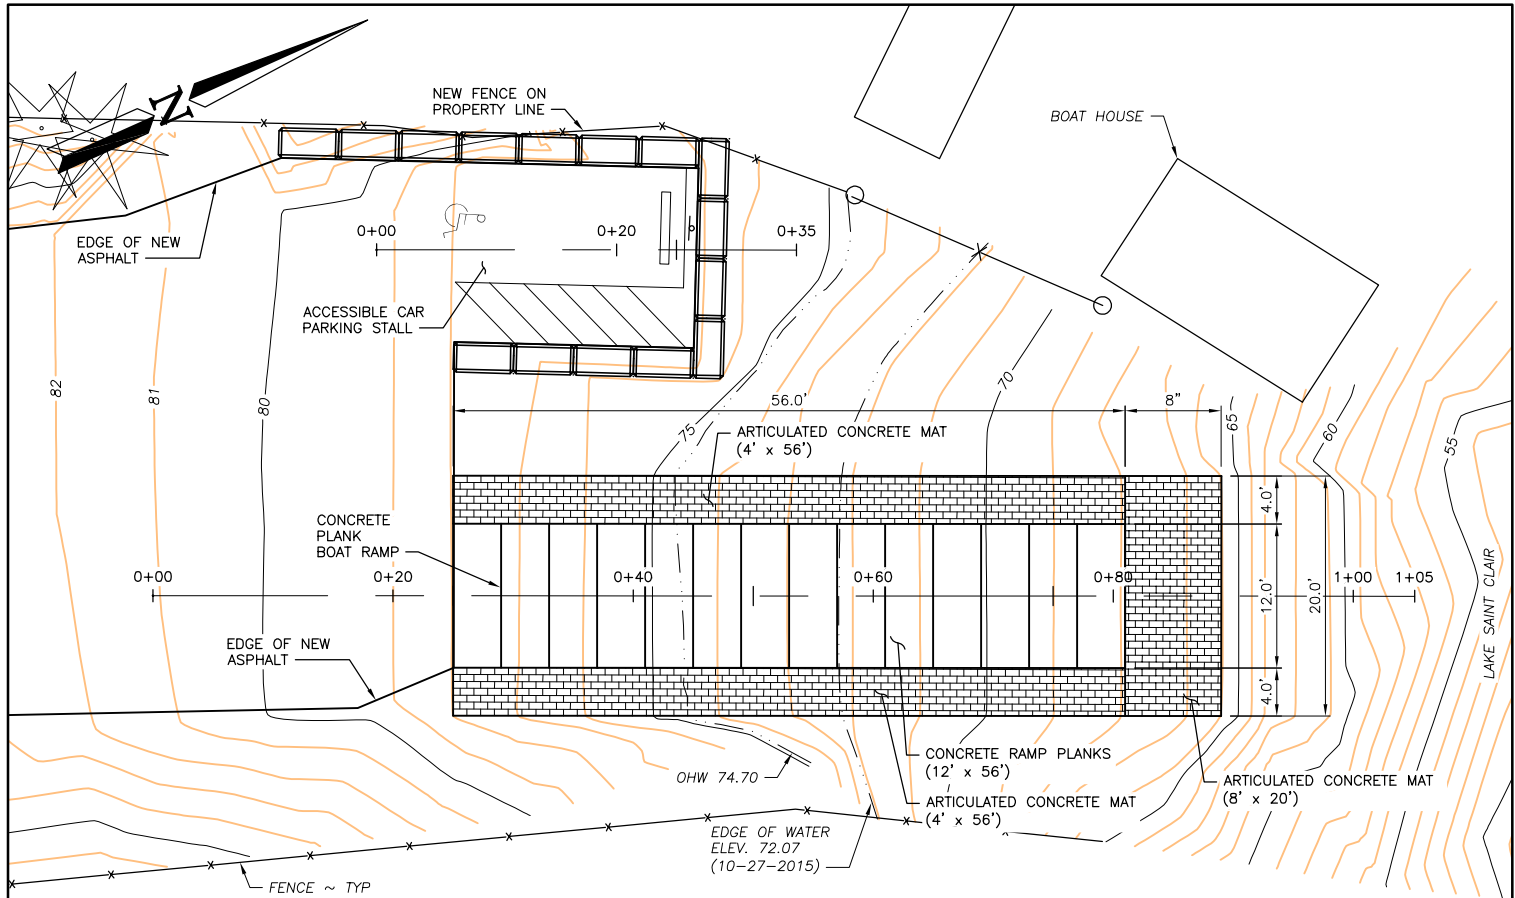 N
NEW FENCE ON
PROPERTY LINE
BOAT HOUSE
EDGE OF NEW
ASPHALT
0+00
0+20
0+35
ACCESSIBLE CAR
PARKING STALL
82
81
80
75
70
65
60
55
56.0'
8"
ARTICULATED CONCRETE MAT
(4' x 56')
CONCRETE
PLANK
BOAT RAMP
0+00
0+20
0+40
0+60
0+80
1+00
1+05
4.0'
12.0'
20.0'
4.0'
LAKE SAINT CLAIR
EDGE OF NEW
ASPHALT
OHW 74.70
CONCRETE RAMP PLANKS
(12' x 56')
ARTICULATED CONCRETE MAT
(4' x 56')
ARTICULATED CONCRETE MAT
(8' x 20')
EDGE OF WATER
ELEV. 72.07
(10-27-2015)
FENCE ~ TYP